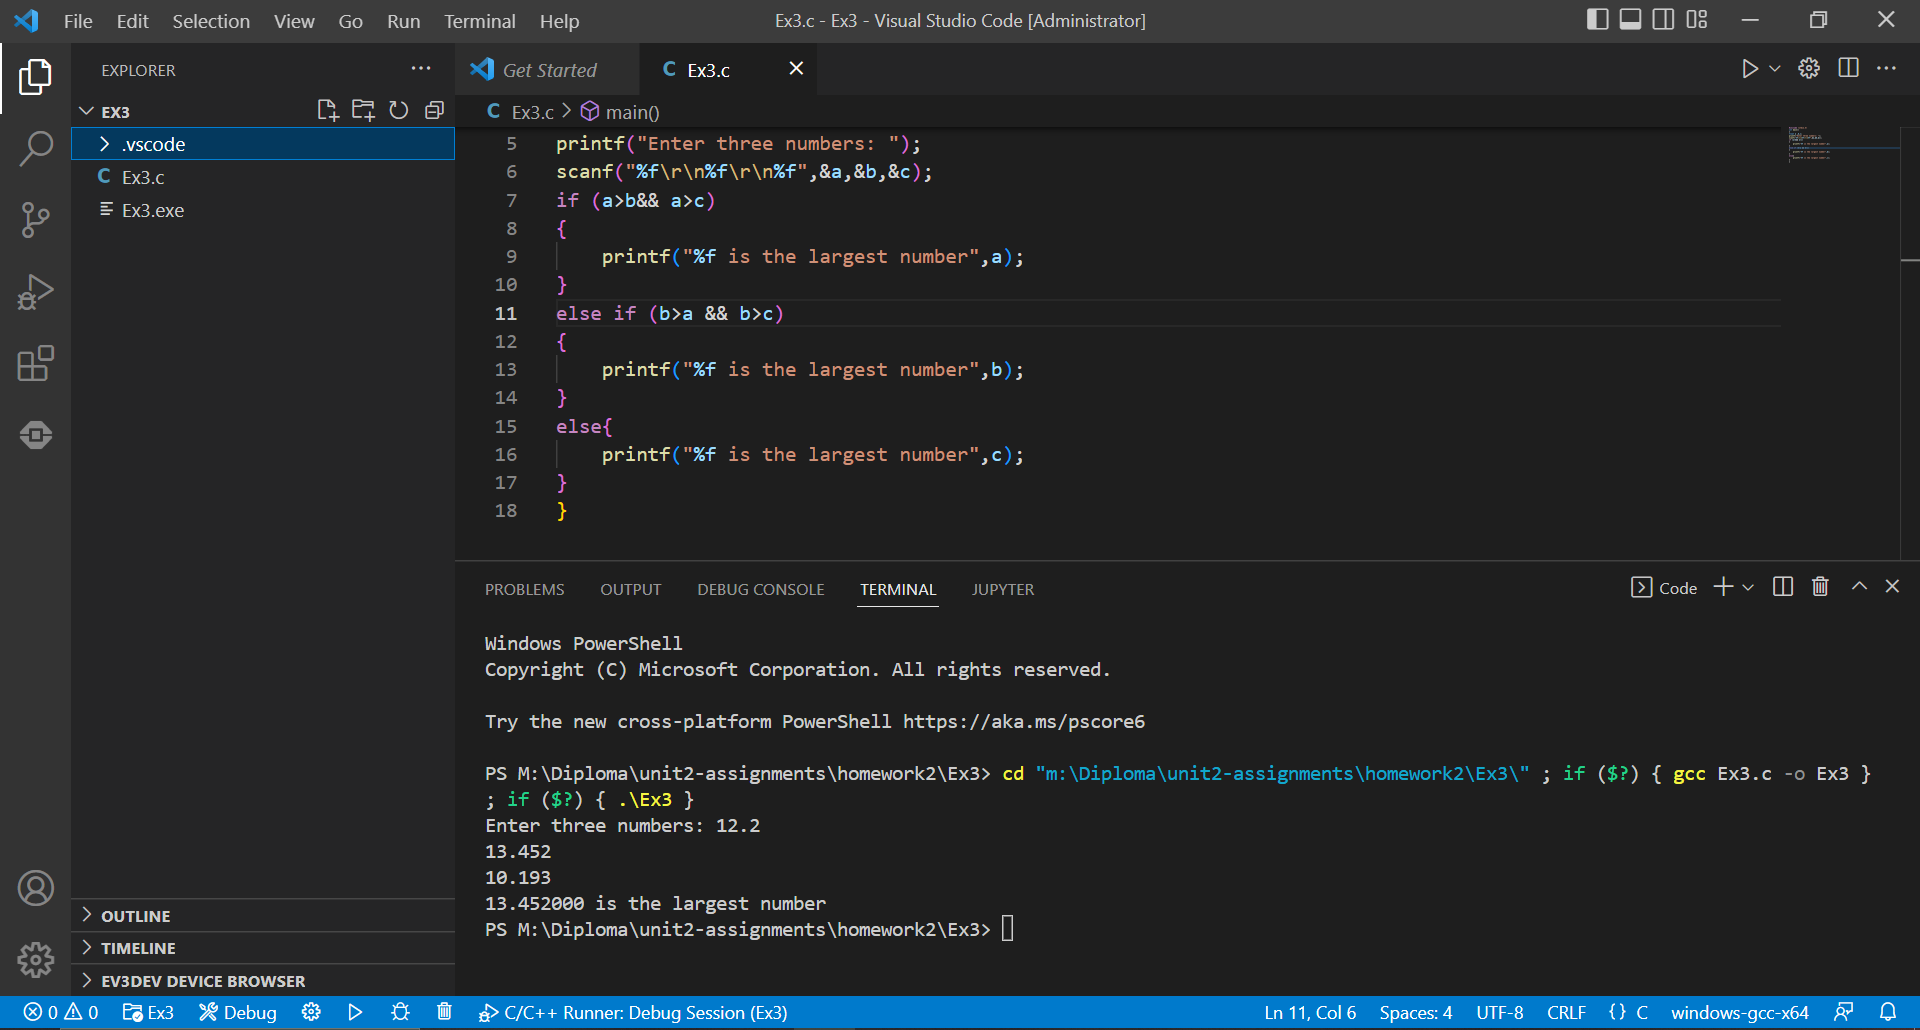 File Edit Selection View Go Run Terminal Help
Ex3.c - Ex3 - Visual Studio Code [Administrator]
EXPLORER
EX3
.vscode
C Ex3.c
Ex3.exe
OUTLINE
TIMELINE
EV3DEV DEVICE BROWSER
Get Started
C Ex3.c
C Ex3.c > main()
5 printf("Enter three numbers: ");
6 scanf("%f\r\n%f\r\n%f",&a,&b,&c);
7 if (a>b&& a>c)
8 {
9 printf("%f is the largest number",a);
10 }
11 else if (b>a && b>c)
12 {
13 printf("%f is the largest number",b);
14 }
15 else{
16 printf("%f is the largest number",c);
17 }
18 }
PROBLEMS OUTPUT DEBUG CONSOLE TERMINAL JUPYTER
Code
Windows PowerShell
Copyright (C) Microsoft Corporation. All rights reserved.
Try the new cross-platform PowerShell https://aka.ms/pscore6
PS M:\Diploma\unit2-assignments\homework2\Ex3> cd "m:\Diploma\unit2-assignments\homework2\Ex3\" ; if ($?) { gcc Ex3.c -o Ex3 }
; if ($?) { .\Ex3 }
Enter three numbers: 12.2
13.452
10.193
13.452000 is the largest number
PS M:\Diploma\unit2-assignments\homework2\Ex3>
0 0 Ex3 Debug C/C++ Runner: Debug Session (Ex3)
Ln 11, Col 6 Spaces: 4 UTF-8 CRLF {} C windows-gcc-x64